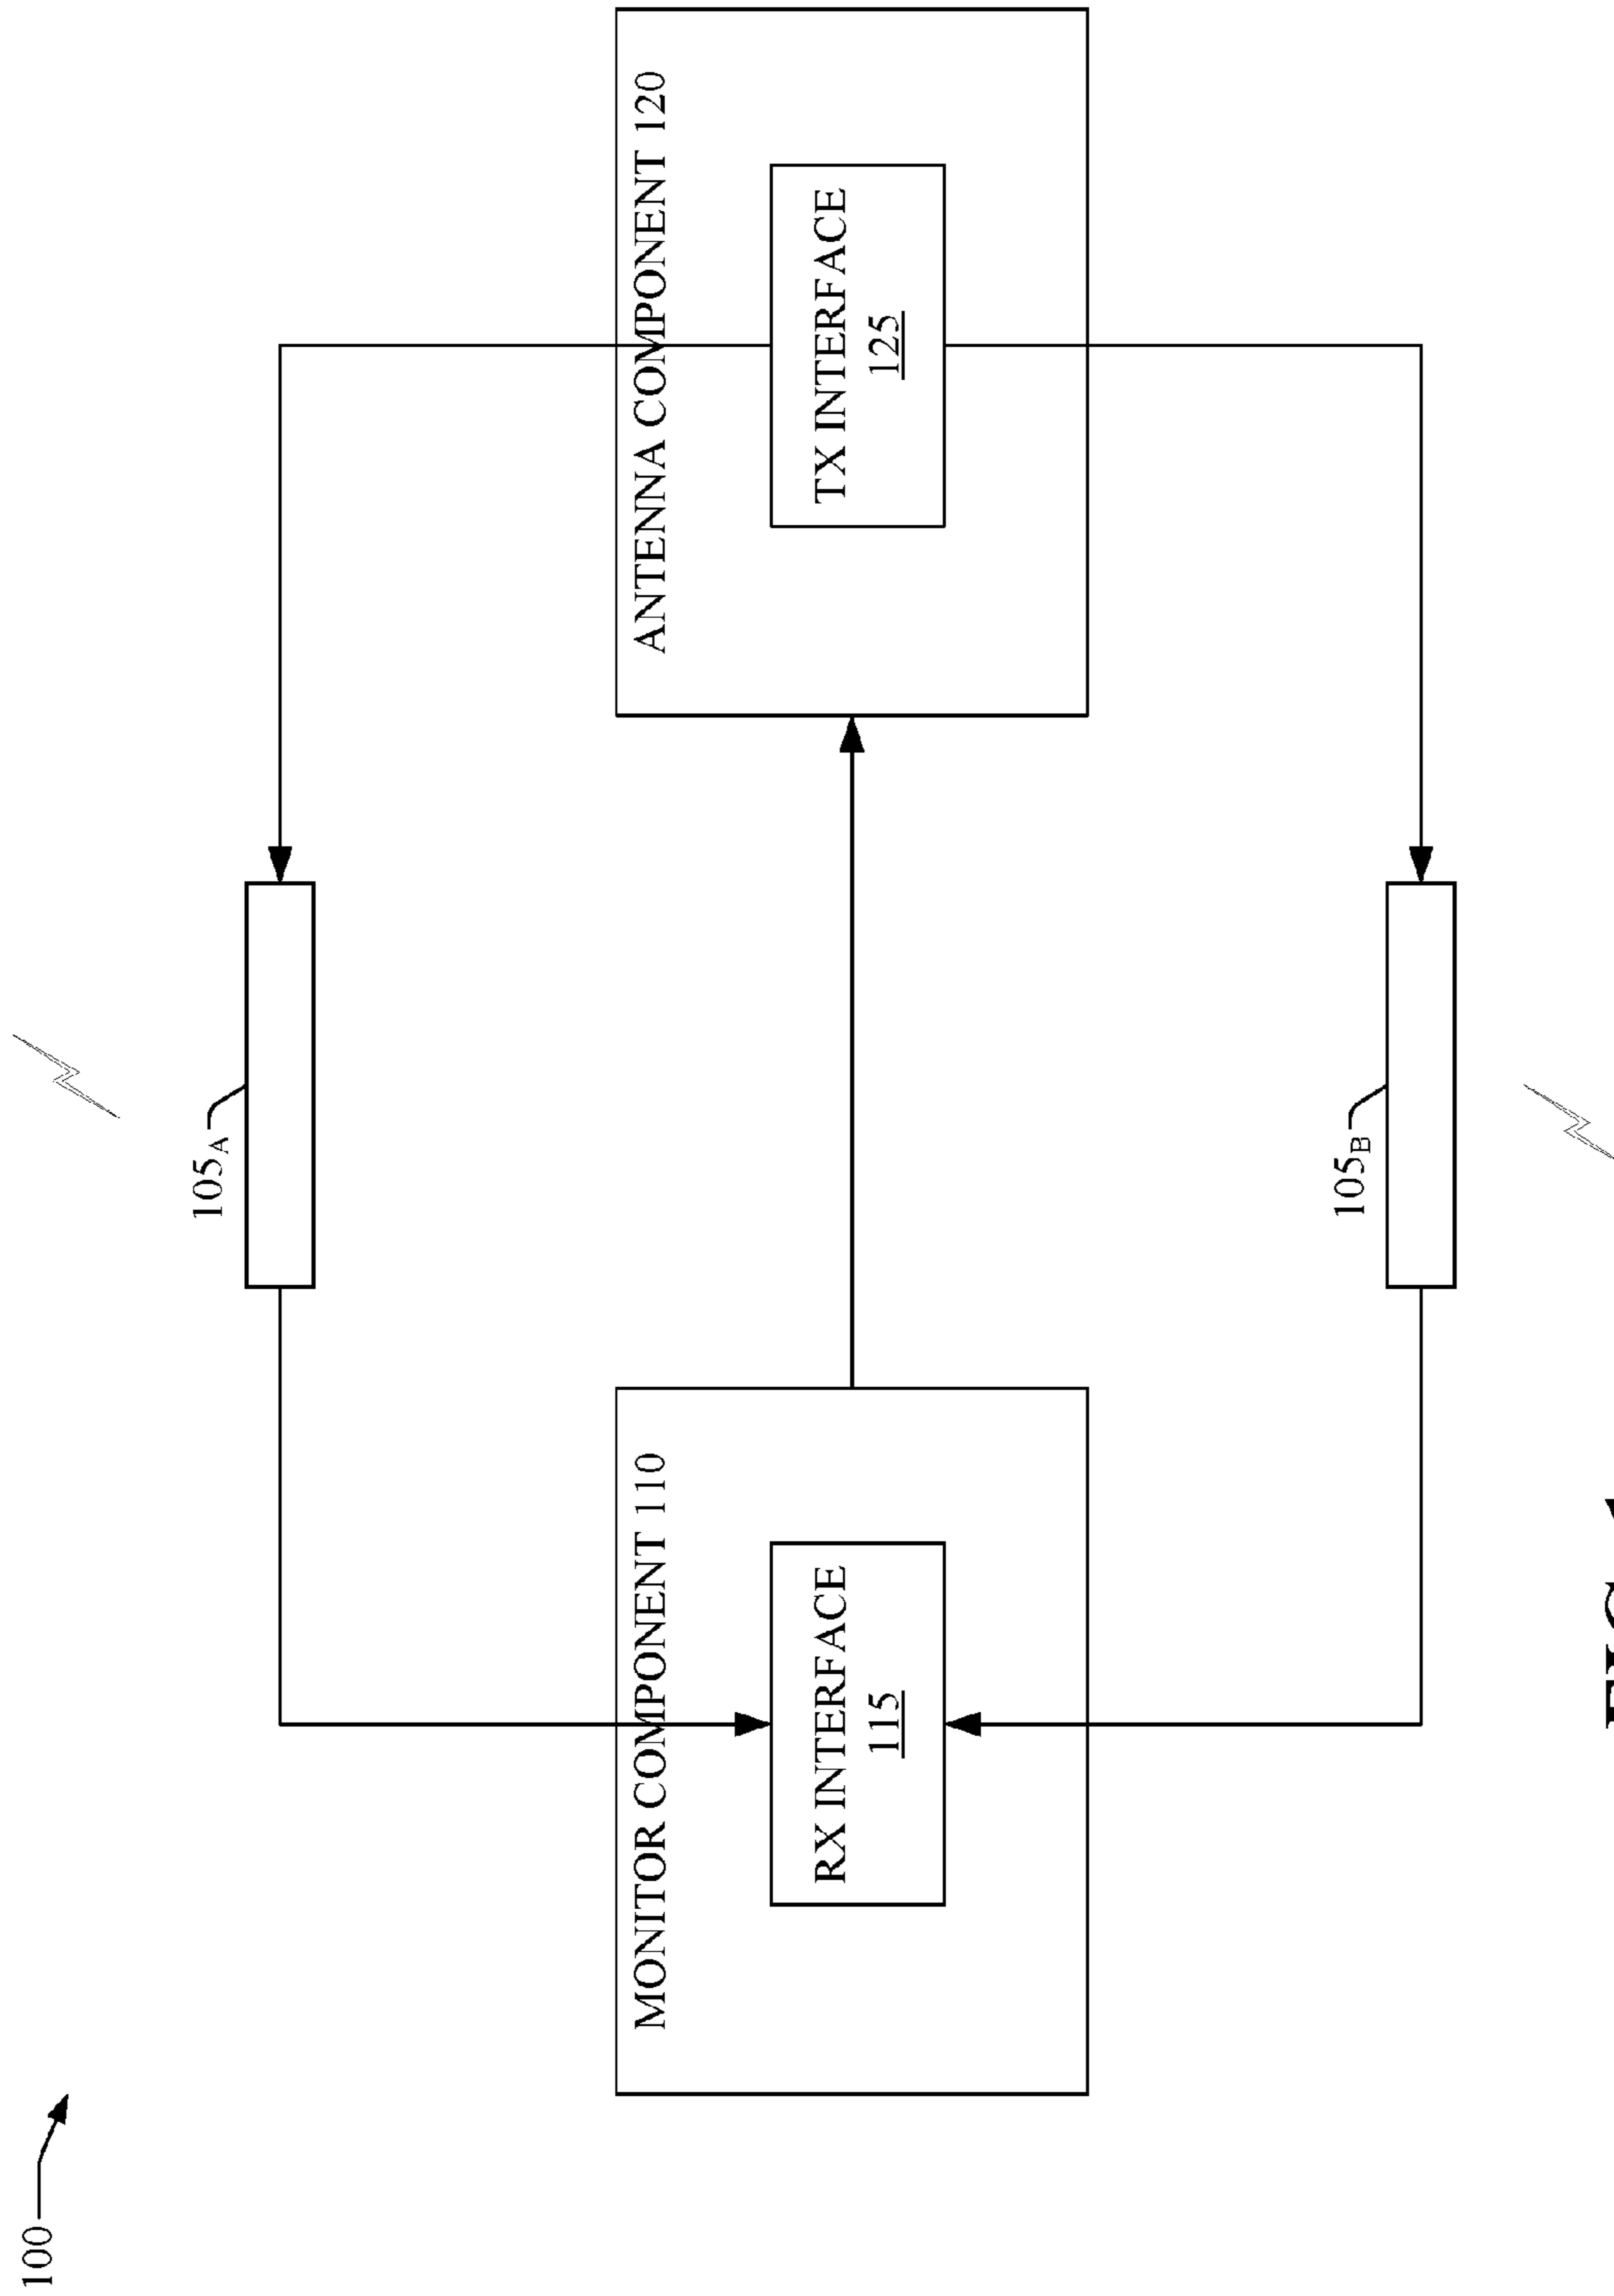 100
105A
MONITOR COMPONENT 110
RX INTERFACE
115
ANTENNA COMPONENT 120
TX INTERFACE
125
105B